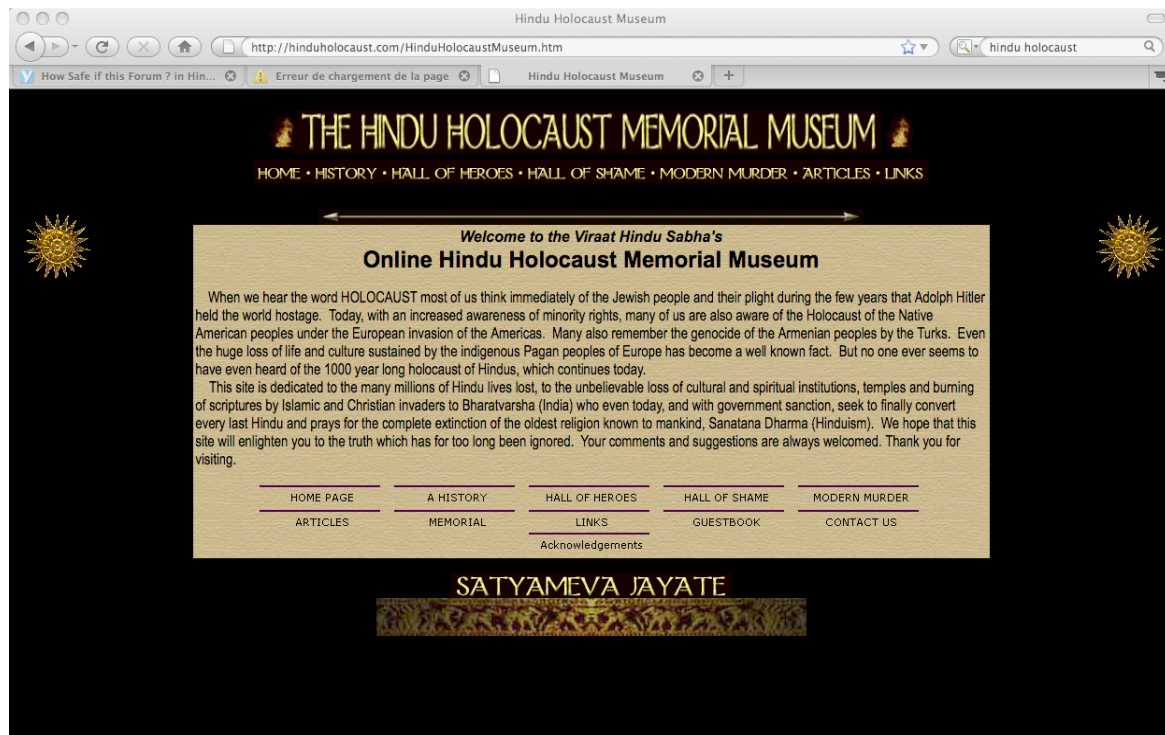 Hindu Holocaust Museum
http://hinduholocaust.com/HinduHolocaustMuseum.htm
hindu holocaust
How Safe if this Forum ? in Hin...
Erreur de chargement de la page
Hindu Holocaust Museum
THE HINDU HOLOCAUST MEMORIAL MUSEUM
HOME • HISTORY • HALL OF HEROES • HALL OF SHAME • MODERN MURDER • ARTICLES • LINKS
Welcome to the Viraat Hindu Sabha's
Online Hindu Holocaust Memorial Museum
When we hear the word HOLOCAUST most of us think immediately of the Jewish people and their plight during the few years that Adolph Hitler
held the world hostage. Today, with an increased awareness of minority rights, many of us are also aware of the Holocaust of the Native
American peoples under the European invasion of the Americas. Many also remember the genocide of the Armenian peoples by the Turks. Even
the huge loss of life and culture sustained by the indigenous Pagan peoples of Europe has become a well known fact. But no one ever seems to
have even heard of the 1000 year long holocaust of Hindus, which continues today.
This site is dedicated to the many millions of Hindu lives lost, to the unbelievable loss of cultural and spiritual institutions, temples and burning
of scriptures by Islamic and Christian invaders to Bharatvarsha (India) who even today, and with government sanction, seek to finally convert
every last Hindu and prays for the complete extinction of the oldest religion known to mankind, Sanatana Dharma (Hinduism). We hope that this
site will enlighten you to the truth which has for too long been ignored. Your comments and suggestions are always welcomed. Thank you for
visiting.
HOME PAGE A HISTORY HALL OF HEROES HALL OF SHAME MODERN MURDER
ARTICLES MEMORIAL LINKS GUESTBOOK CONTACT US
Acknowledgements
SATYAMEVA JAYATE